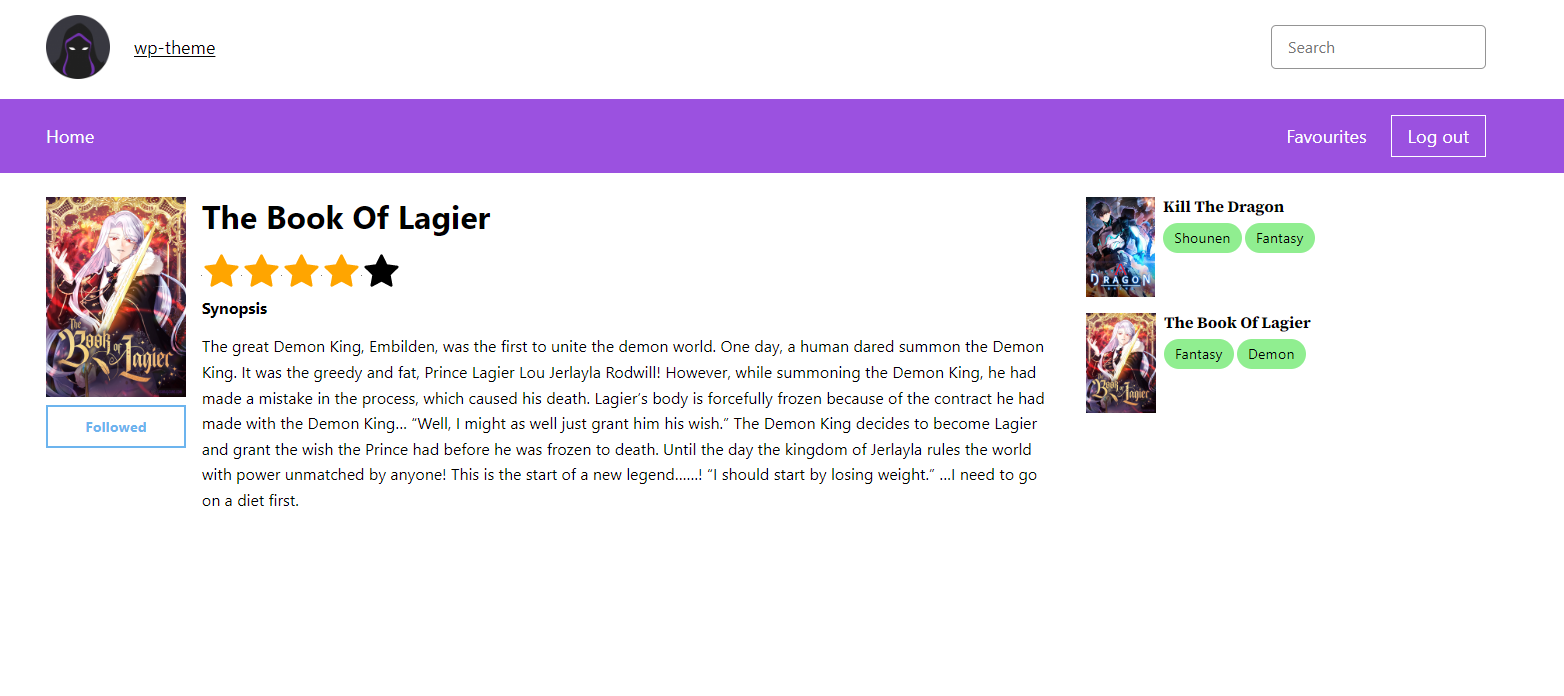 wp-theme
Search
Home
Favourites
Log out
The Book of Lagier
Followed
The Book Of Lagier
Synopsis
The great Demon King, Embilden, was the first to unite the demon world. One day, a human dared summon the Demon
King. It was the greedy and fat, Prince Lagier Lou Jerlayla Rodwill! However, while summoning the Demon King, he had
made a mistake in the process, which caused his death. Lagier’s body is forcefully frozen because of the contract he had
made with the Demon King… “Well, I might as well just grant him his wish.” The Demon King decides to become Lagier
and grant the wish the Prince had before he was frozen to death. Until the day the kingdom of Jerlayla rules the world
with power unmatched by anyone! This is the start of a new legend……! “I should start by losing weight.” …I need to go
on a diet first.
DRAGON
Kill The Dragon
Shounen
Fantasy
The Book of Lagier
The Book Of Lagier
Fantasy
Demon